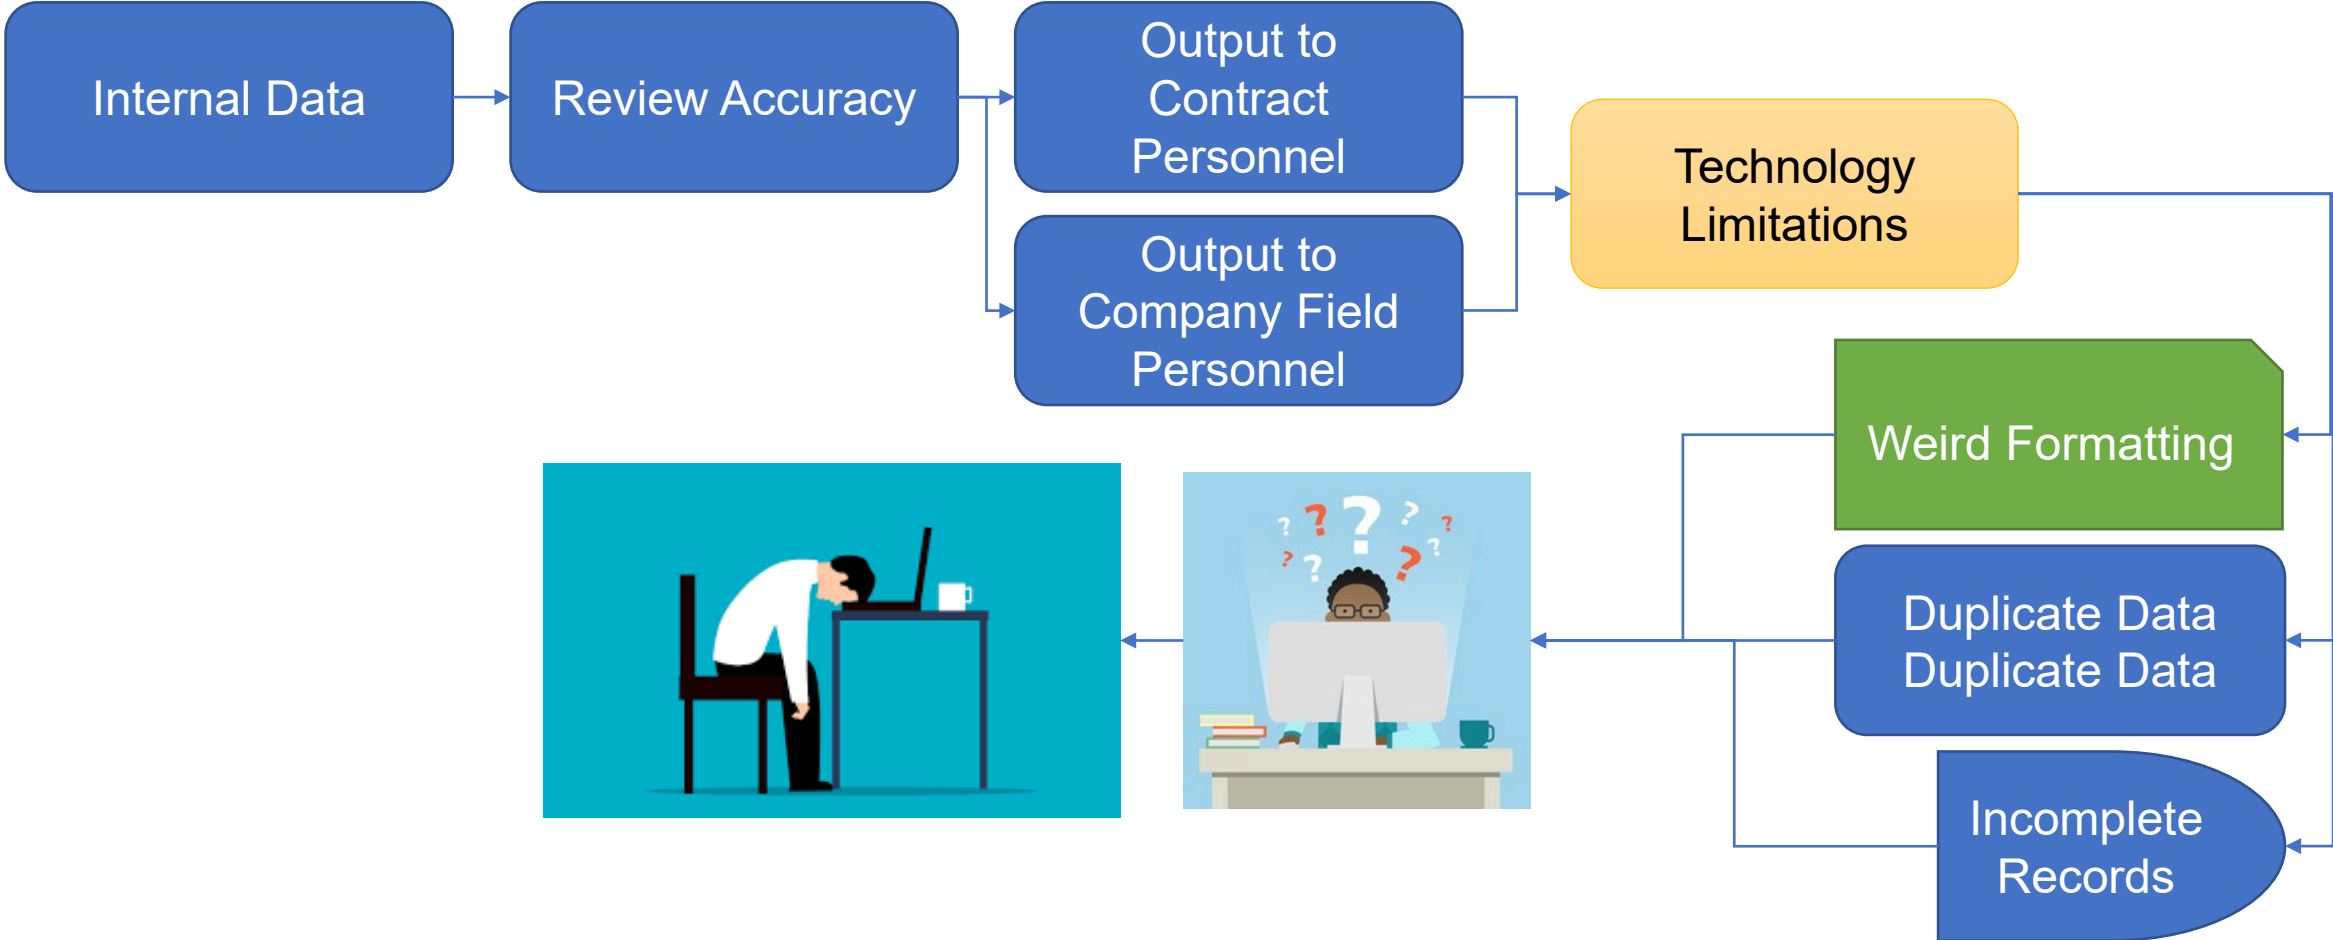 Internal Data
Review Accuracy
Output to
Contract
Personnel
Output to
Company Field
Personnel
Technology
Limitations
Weird Formatting
Duplicate Data
Duplicate Data
Incomplete
Records
? ? ? ? ?
? ? ? ?